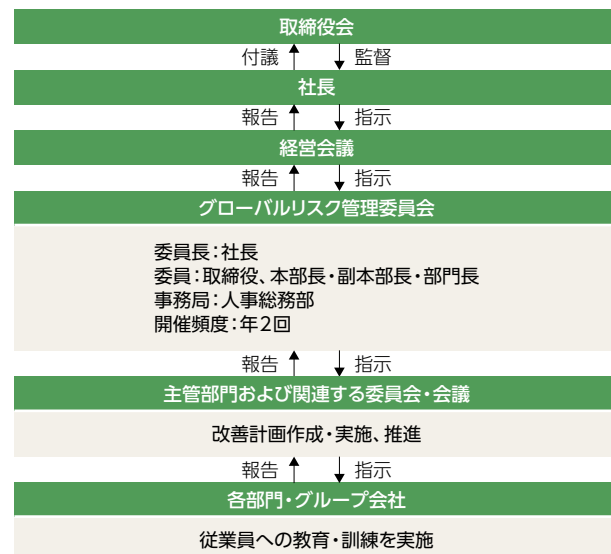 取締役会
付議 監督
社長
報告 指示
経営会議
報告 指示
グローバルリスク管理委員会
委員長：社長
委員：取締役、本部長・副本部長・部門長
事務局：人事総務部
開催頻度：年2回
報告 指示
主管部門および関連する委員会・会議
改善計画作成・実施、推進
報告 指示
各部門・グループ会社
従業員への教育・訓練を実施